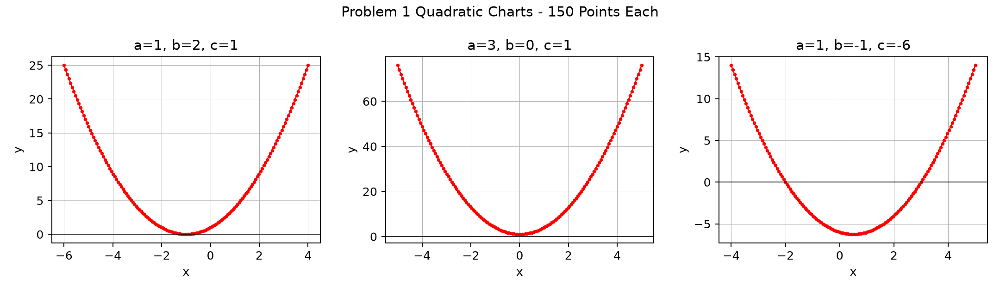 Problem 1 Quadratic Charts - 150 Points Each
a=1, b=2, c=1
25
20
15
10
5
0
y
−6 −4 −2 0 2 4
x
a=3, b=0, c=1
60
40
20
0
y
−4 −2 0 2 4
x
a=1, b=-1, c=-6
15
10
5
0
−5
y
−4 −2 0 2 4
x